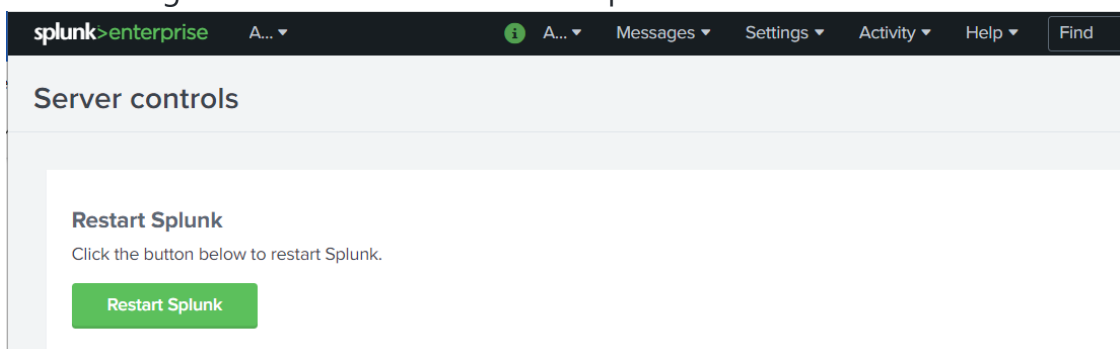 splunk>enterprise A... ▾ i A... ▾ Messages ▾ Settings ▾ Activity ▾ Help ▾ Find
Server controls
Restart Splunk
Click the button below to restart Splunk.
Restart Splunk